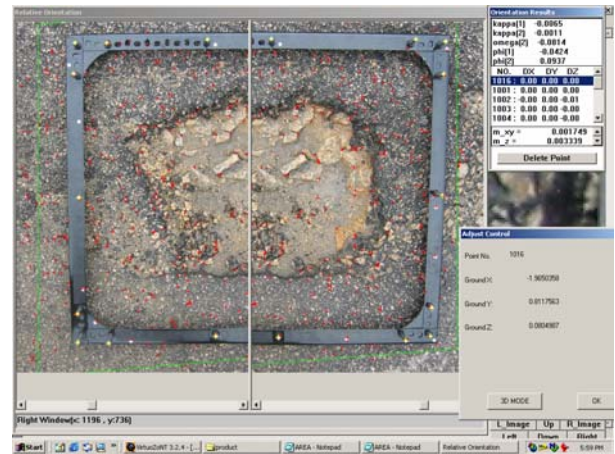 Relative Orientation
Orientation Results
kappa[1] -0.0065
kappa[2] -0.0011
omega[2] -0.0014
phi[1] -0.0424
phi[2] 0.0937
NO. DX DY DZ
1016 : 0.00 0.00 0.00
1001 : 0.00 0.00 0.00
1002 : -0.00 0.00 -0.01
1003 : 0.00 0.00 -0.00
1004 : 0.00 0.00 -0.00
m_xy = 0.001749
m_z = 0.003339
Delete Point
Adjust Control
Point No. 1016
Ground X: -1.9650358
Ground Y: 0.0117563
Ground Z: 0.0804987
3D MODE OK
Right Window(x: 1196 , y:736)
L_Image Up R_Image
Left Down Right
Start VirtuoZoNT 3.2.4 - [... product AREA - Notepad AREA - Notepad Relative Orientation 5:59 PM